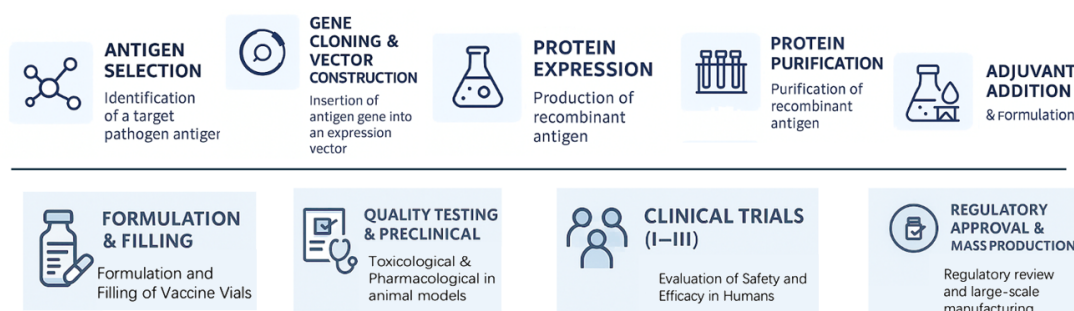 ANTIGEN
SELECTION
Identification
of a target
pathogen antiger
GENE
CLONING &
VECTOR
CONSTRUCTION
Insertion of
antigen gene into
an expression
vector
PROTEIN
EXPRESSION
Production of
recombinant
antigen
PROTEIN
PURIFICATION
Purification of
recombinant
antigen
ADJUVANT
ADDITION
& Formulation
FORMULATION
& FILLING
Formulation and
Filling of Vaccine Vials
QUALITY TESTING
& PRECLINICAL
Toxicological &
Pharmacological in
animal models
CLINICAL TRIALS
(I–III)
Evaluation of Safety and
Efficacy in Humans
REGULATORY
APPROVAL &
MASS PRODUCTION
Regulatory review
and large-scale
manufacturing